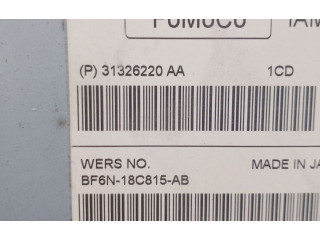 (P) 31326220 AA 1CD
WERS NO. MADE IN JA
BF6N-18C815-AB